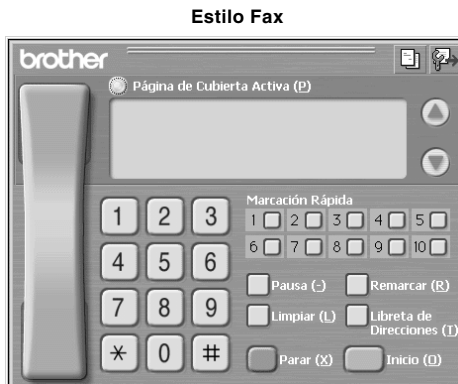 Estilo Fax
brother
Página de Cubierta Activa (P)
Marcación Rápida
1 2 3 4 5
6 7 8 9 10
1 2 3
4 5 6
7 8 9
* 0 #
Pausa (-) Remarcar (R)
Limpiar (L) Libreta de
Direcciones (I)
Parar (X) Inicio (O)